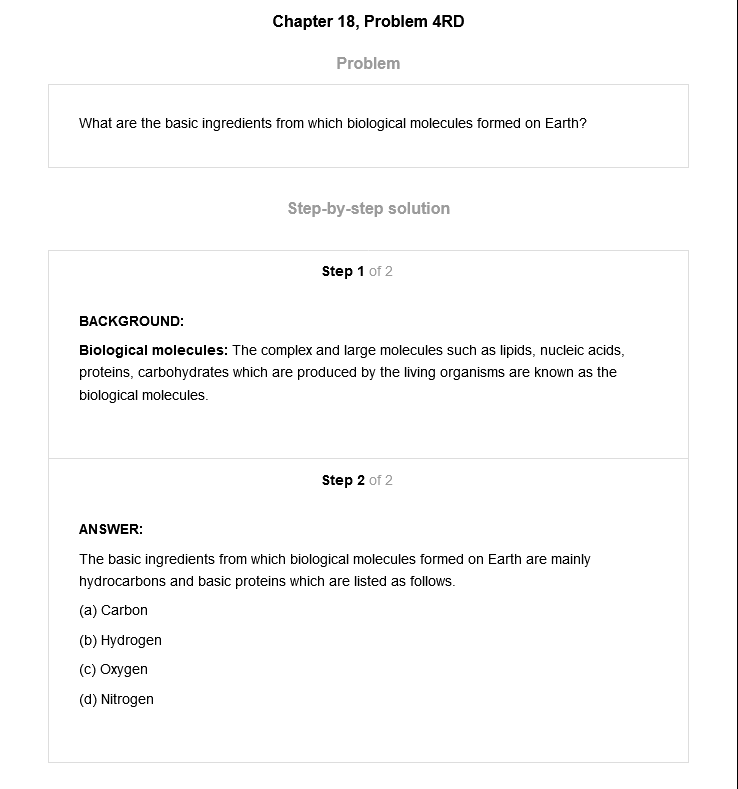 Chapter 18, Problem 4RD
Problem
What are the basic ingredients from which biological molecules formed on Earth?
Step-by-step solution
Step 1 of 2
BACKGROUND:
Biological molecules: The complex and large molecules such as lipids, nucleic acids,
proteins, carbohydrates which are produced by the living organisms are known as the
biological molecules.
Step 2 of 2
ANSWER:
The basic ingredients from which biological molecules formed on Earth are mainly
hydrocarbons and basic proteins which are listed as follows.
(a) Carbon
(b) Hydrogen
(c) Oxygen
(d) Nitrogen